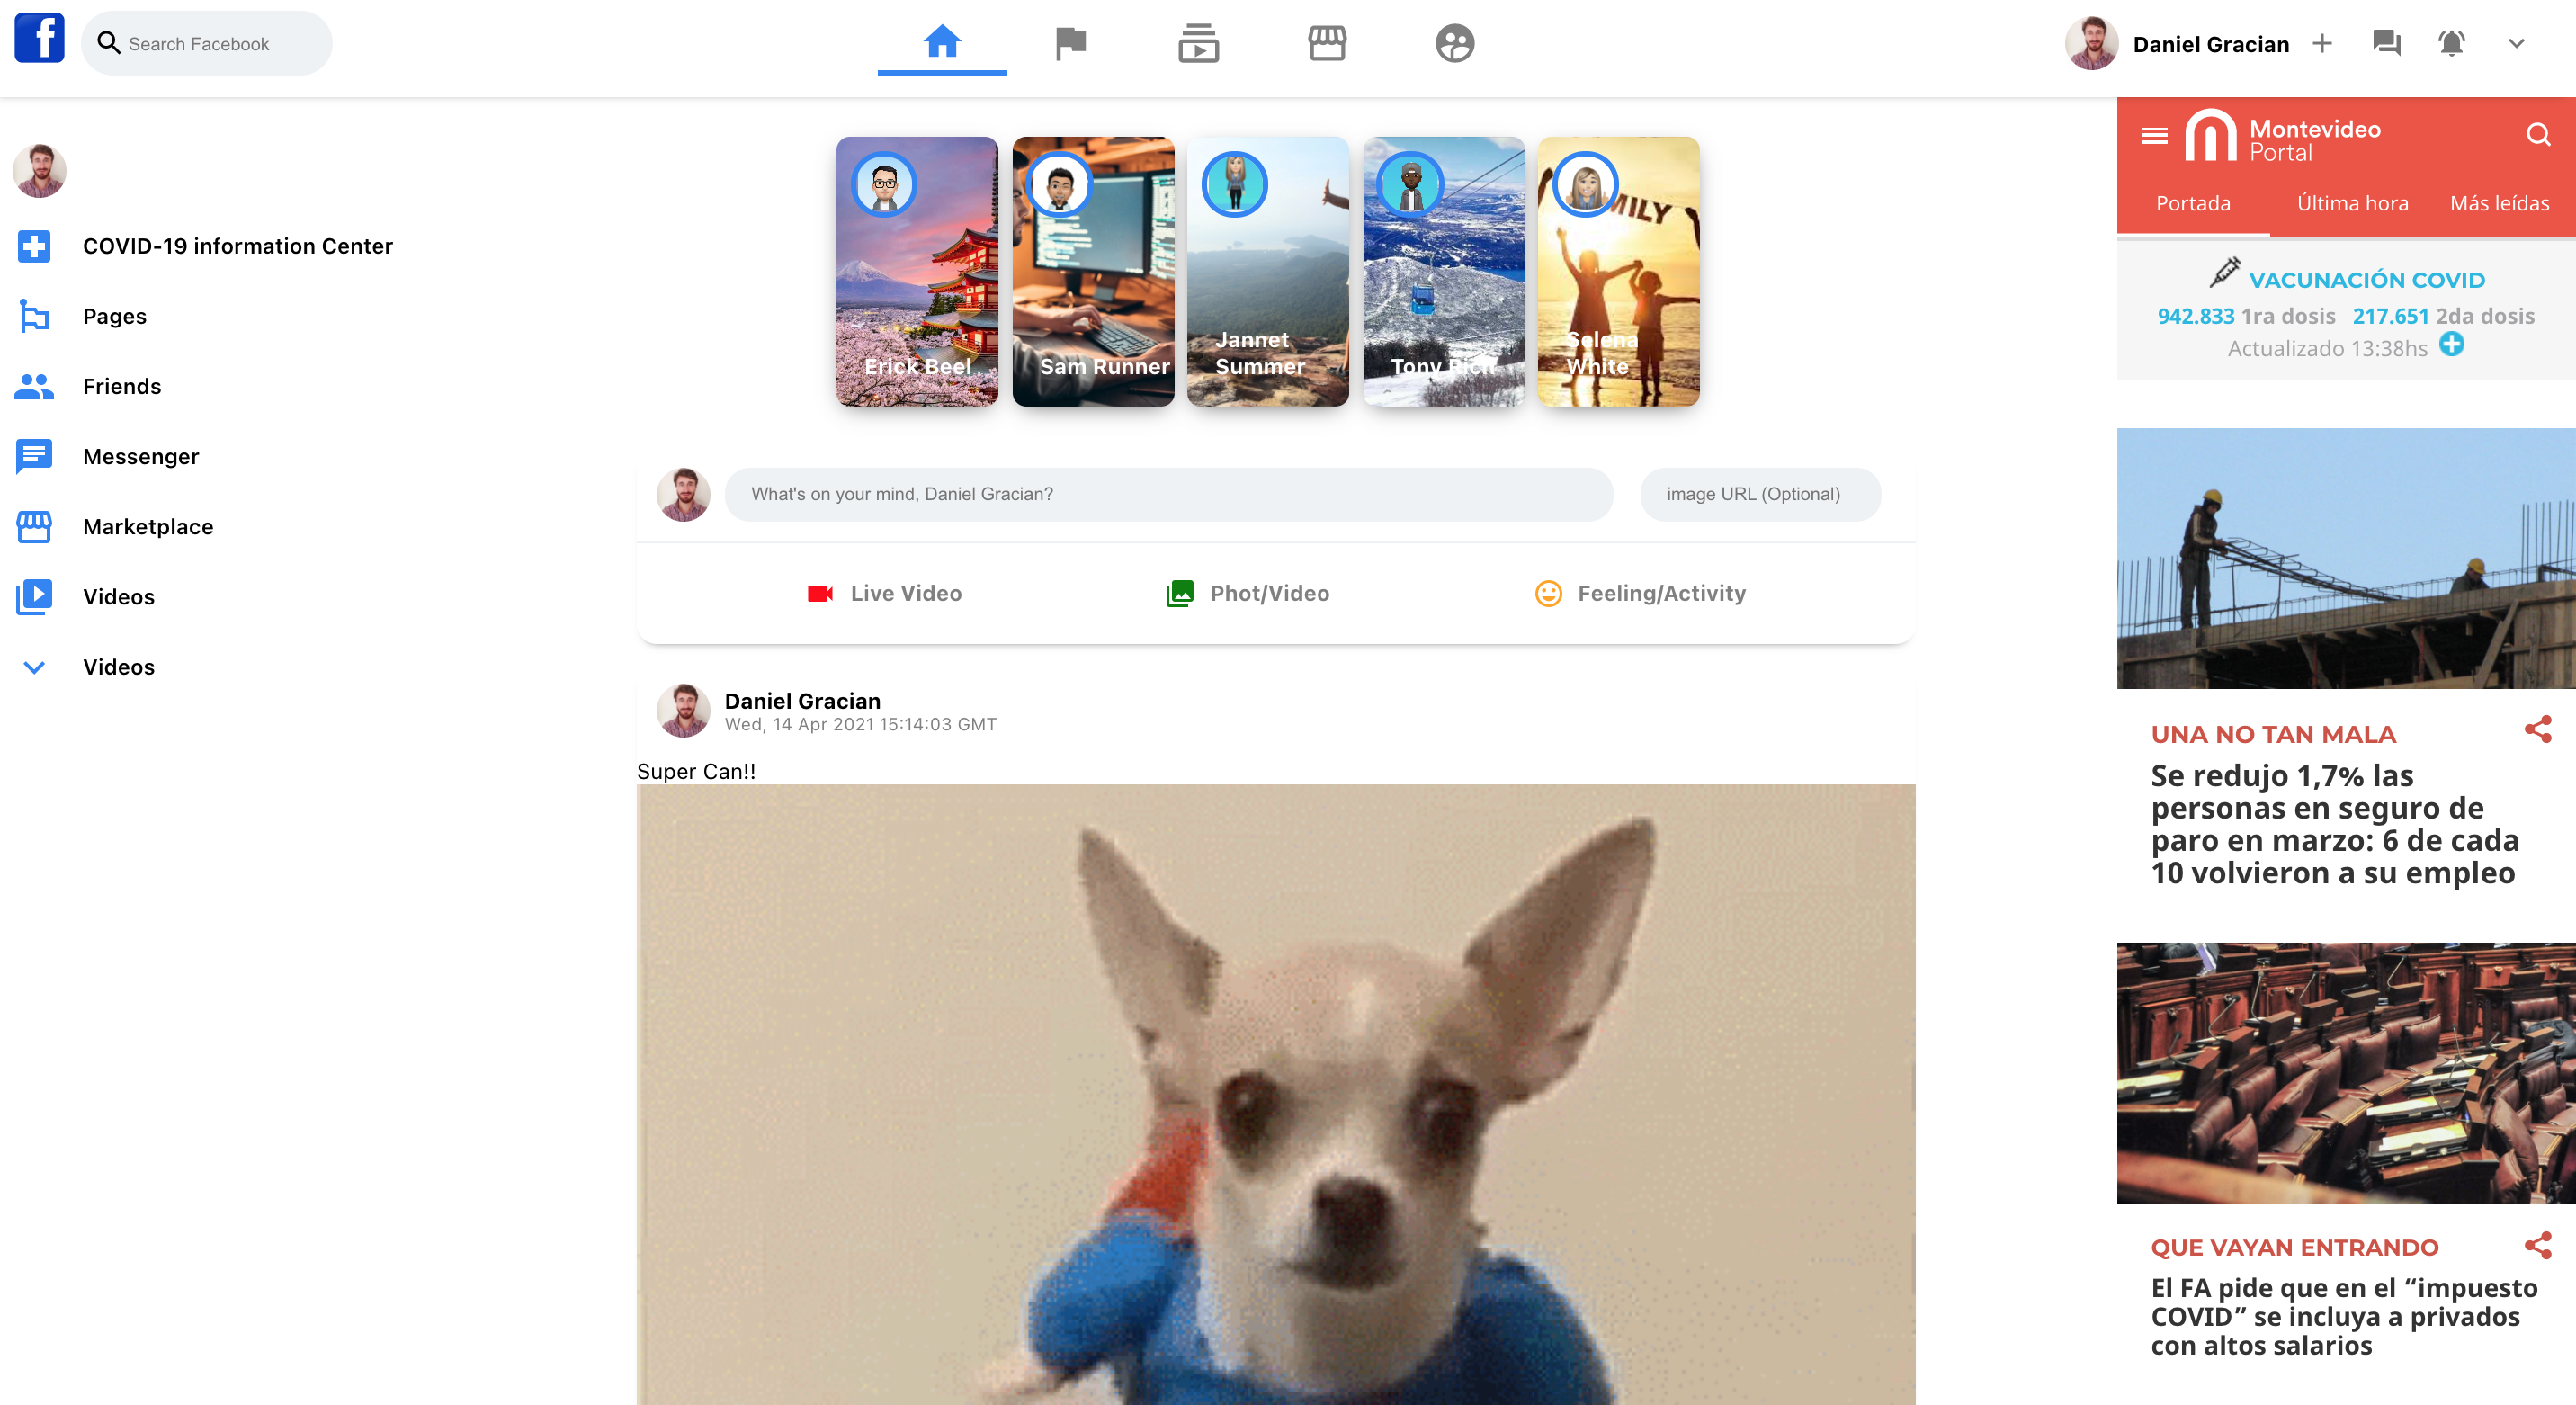 f
Search Facebook
Daniel Gracian
COVID-19 information Center
Pages
Friends
Messenger
Marketplace
Videos
Videos
Erick Beel
Sam Runner
Jannet
Summer
Tony Rich
MILY
Selena
White
What's on your mind, Daniel Gracian?
image URL (Optional)
Live Video
Phot/Video
Feeling/Activity
Daniel Gracian
Wed, 14 Apr 2021 15:14:03 GMT
Super Can!!
Montevideo
Portal
Portada
Última hora
Más leídas
VACUNACIÓN COVID
942.833 1ra dosis 217.651 2da dosis
Actualizado 13:38hs
UNA NO TAN MALA
Se redujo 1,7% las
personas en seguro de
paro en marzo: 6 de cada
10 volvieron a su empleo
QUE VAYAN ENTRANDO
El FA pide que en el “impuesto
COVID” se incluya a privados
con altos salarios